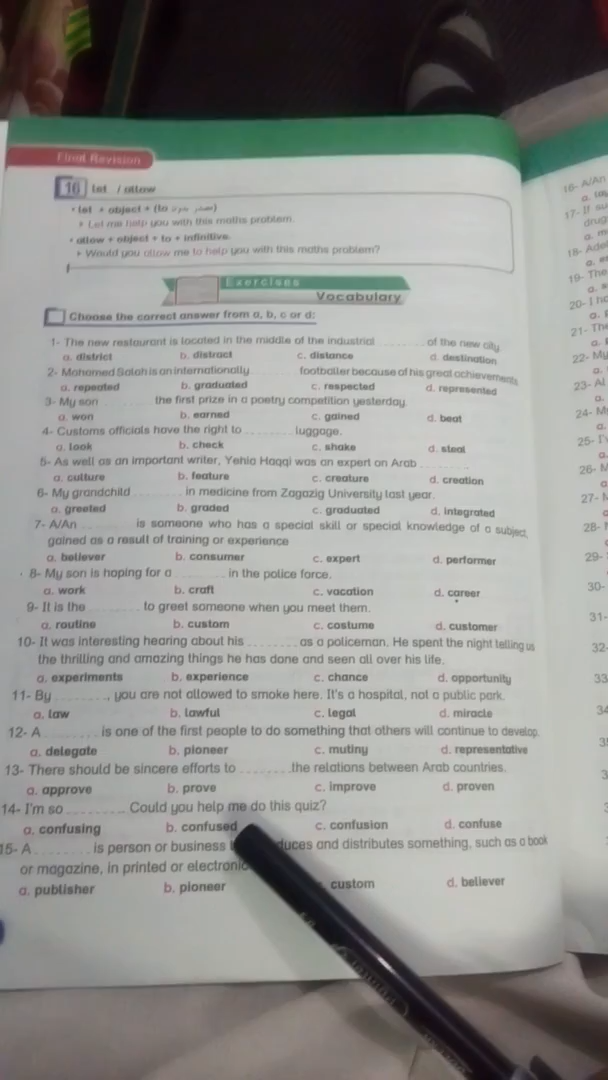 Final Revision
16 let / allow
• let + object + (to
Let me help you with this maths problem.
• allow + object + to + infinitive.
Would you allow me to help you with this maths problem?
Exercises
Vocabulary
Choose the correct answer from a, b, c or d:
1- The new restaurant is located in the middle of the industrial ........ of the new city.
a. district b. distract c. distance d. destination
2- Mohamed Salah is an internationally ........ footballer because of his great achievements
a. repeated b. graduated c. respected d. represented
3- My son ........ the first prize in a poetry competition yesterday.
a. won b. earned c. gained d. beat
4- Customs officials have the right to ........ luggage.
a. look b. check c. shake d. steal
5- As well as an important writer, Yehia Haqqi was an expert on Arab ........
a. culture b. feature c. creature d. creation
6- My grandchild ........ in medicine from Zagazig University last year.
a. greeted b. graded c. graduated d. integrated
7- A/An ........ is someone who has a special skill or special knowledge of a subject,
gained as a result of training or experience
a. believer b. consumer c. expert d. performer
8- My son is hoping for a ........ in the police force.
a. work b. craft c. vacation d. career
9- It is the ........ to greet someone when you meet them.
a. routine b. custom c. costume d. customer
10- It was interesting hearing about his ........ as a policeman. He spent the night telling us
the thrilling and amazing things he has done and seen all over his life.
a. experiments b. experience c. chance d. opportunity
11- By ........, you are not allowed to smoke here. It's a hospital, not a public park.
a. law b. lawful c. legal d. miracle
12- A ........ is one of the first people to do something that others will continue to develop.
a. delegate b. pioneer c. mutiny d. representative
13- There should be sincere efforts to ........ the relations between Arab countries.
a. approve b. prove c. improve d. proven
14- I'm so ........ Could you help me do this quiz?
a. confusing b. confused c. confusion d. confuse
15- A ........ is person or business duces and distributes something, such as a book
or magazine, in printed or electronic
a. publisher b. pioneer custom d. believer
16- A/An
a.
17- If su
drug
a. m
18- Adel
a.
19- The
a.
20- I h
a.
21- The
a.
22- My
a.
23- Al
a.
24- M
a.
25- I'v
a.
26- M
a
27-
28-
29-
30-
31-
32-
33
34